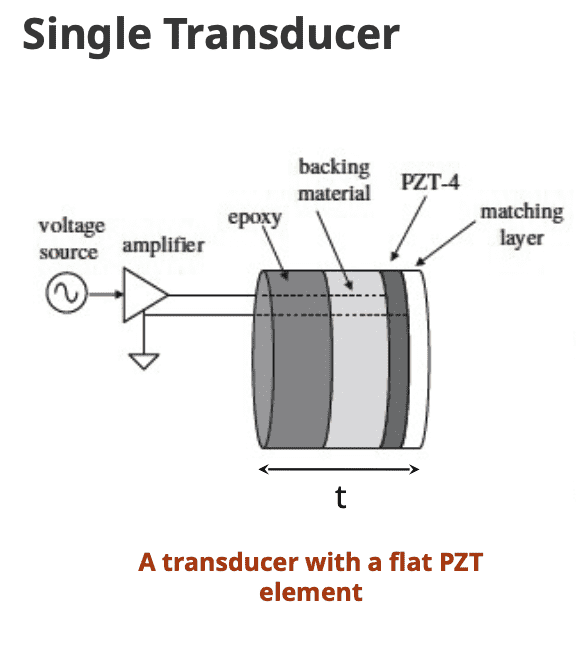 Single Transducer
backing
material
PZT-4
epoxy
matching
layer
voltage
source
amplifier
t
A transducer with a flat PZT
element